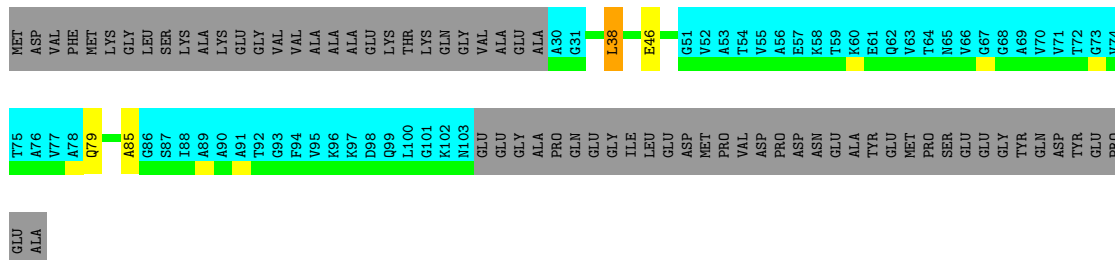 MET ASP VAL PHE MET LYS GLY LEU SER LYS ALA LYS GLU GLY VAL VAL ALA ALA ALA GLU LYS THR LYS GLN GLY VAL ALA GLU ALA A30 G31 L38 E46 G51 V52 A53 T54 V55 A56 E57 K58 T59 K60 E61 Q62 V63 T64 N65 V66 G67 G68 A69 V70 V71 T72 G73 V74
T75 A76 V77 A78 Q79 A85 G86 S87 I88 A89 A90 A91 T92 G93 F94 V95 K96 K97 D98 Q99 L100 G101 K102 N103 GLU GLU GLY ALA PRO GLN GLU GLY ILE LEU GLU ASP MET PRO VAL ASP PRO ASP ASN GLU ALA TYR GLU MET PRO SER GLU GLU GLY TYR GLN ASP TYR GLU PRO
GLU ALA